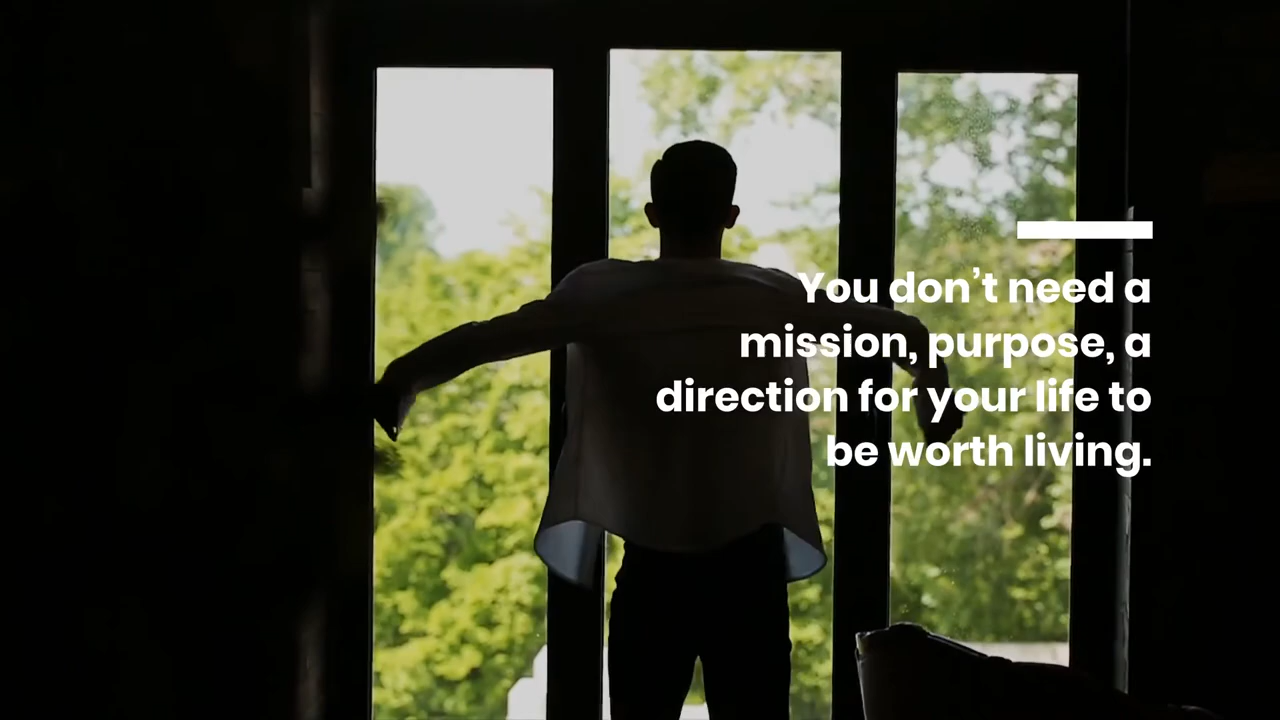 You don’t need a
mission, purpose, a
direction for your life to
be worth living.